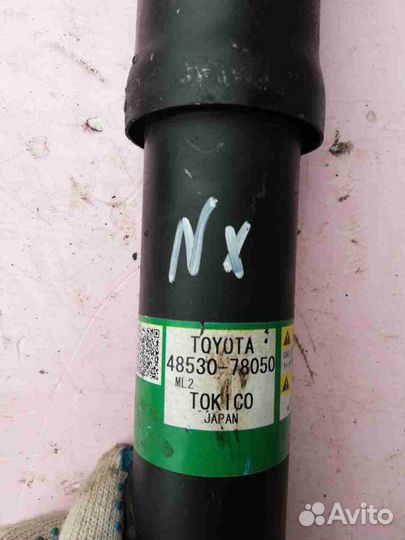 NX
TOYOTA
48530-78050
ML2
TOKICO
JAPAN
Avito